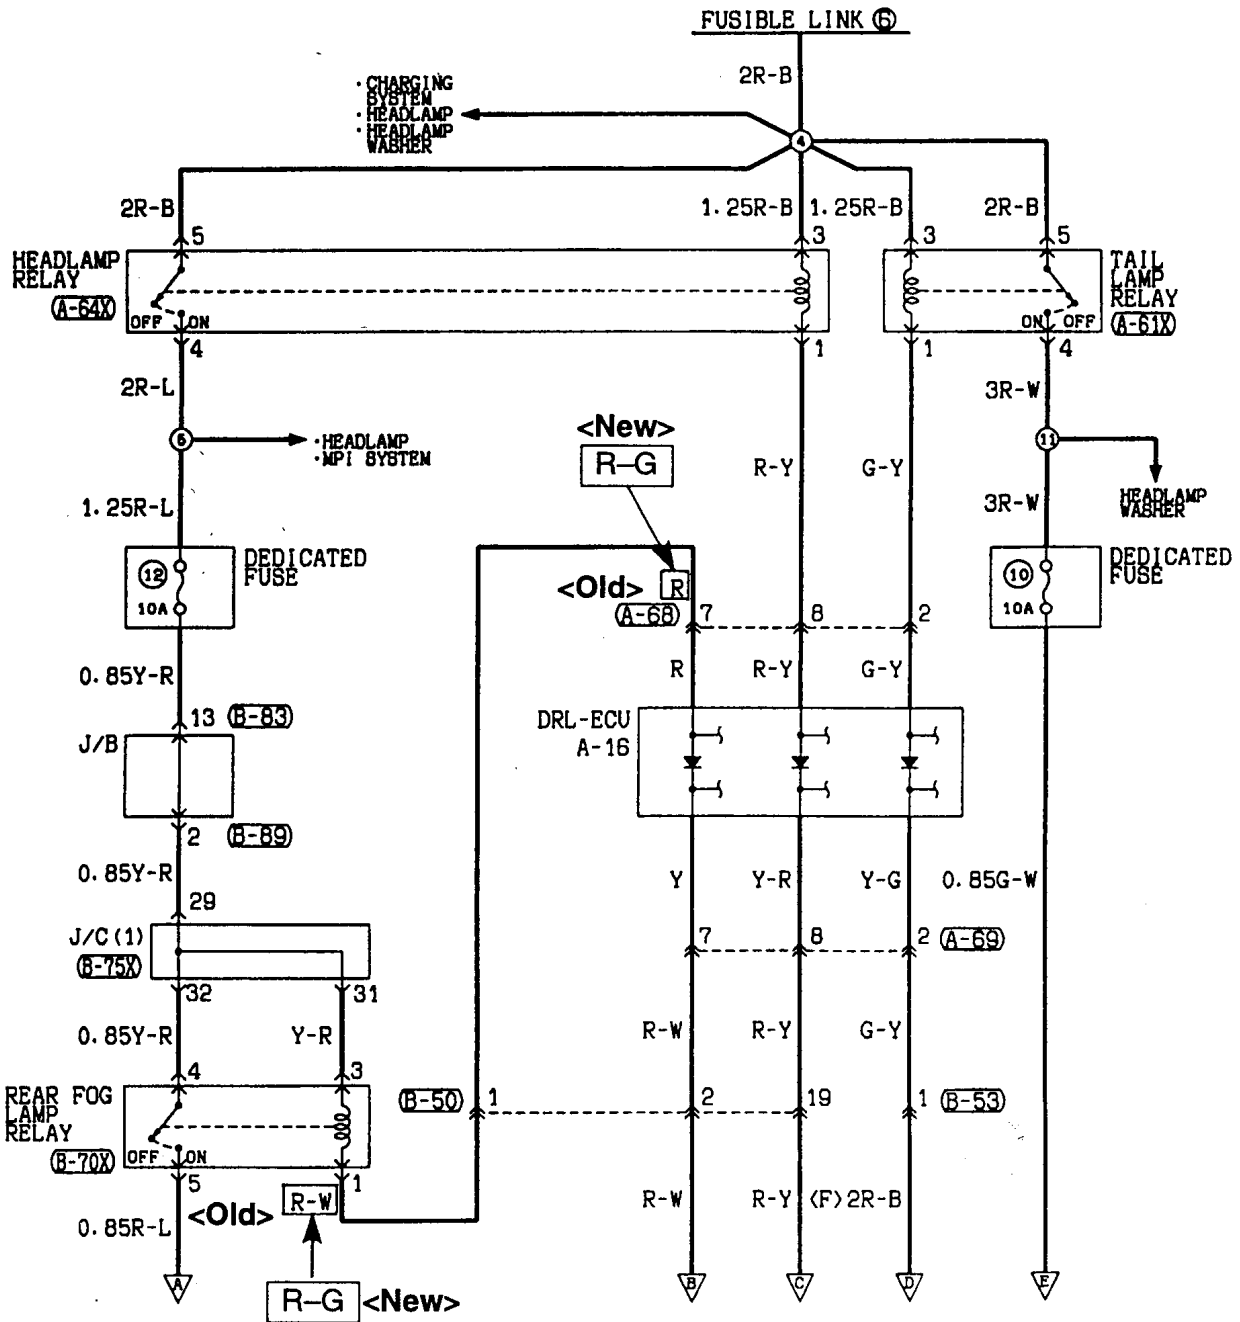 FUSIBLE LINK ⑥
2R-B
· CHARGING
SYSTEM
· HEADLAMP
· HEADLAMP
WASHER
4
2R-B
1.25R-B
1.25R-B
2R-B
5
3
3
5
HEADLAMP
RELAY
(A-64X)
OFF
ON
TAIL
LAMP
RELAY
(A-61X)
ON
OFF
4
1
1
4
2R-L
3R-W
5
· HEADLAMP
· MPI SYSTEM
<New>
R–G
R-Y
G-Y
11
HEADLAMP
WASHER
1.25R-L
3R-W
DEDICATED
FUSE
12
10A
<Old>
R
(A-68)
7
8
2
DEDICATED
FUSE
10
10A
0.85Y-R
R
R-Y
G-Y
13
(B-83)
J/B
DRL-ECU
A-16
2
(B-89)
0.85Y-R
Y
Y-R
Y-G
0.85G-W
29
J/C(1)
(B-75X)
7
8
2
(A-69)
32
31
0.85Y-R
Y-R
R-W
R-Y
G-Y
4
3
REAR FOG
LAMP
RELAY
(B-70X)
OFF
ON
(B-50)
1
2
19
1
(B-53)
5
1
<Old>
R-W
0.85R-L
R-W
R-Y
<F>2R-B
A
B
C
D
E
R–G
<New>